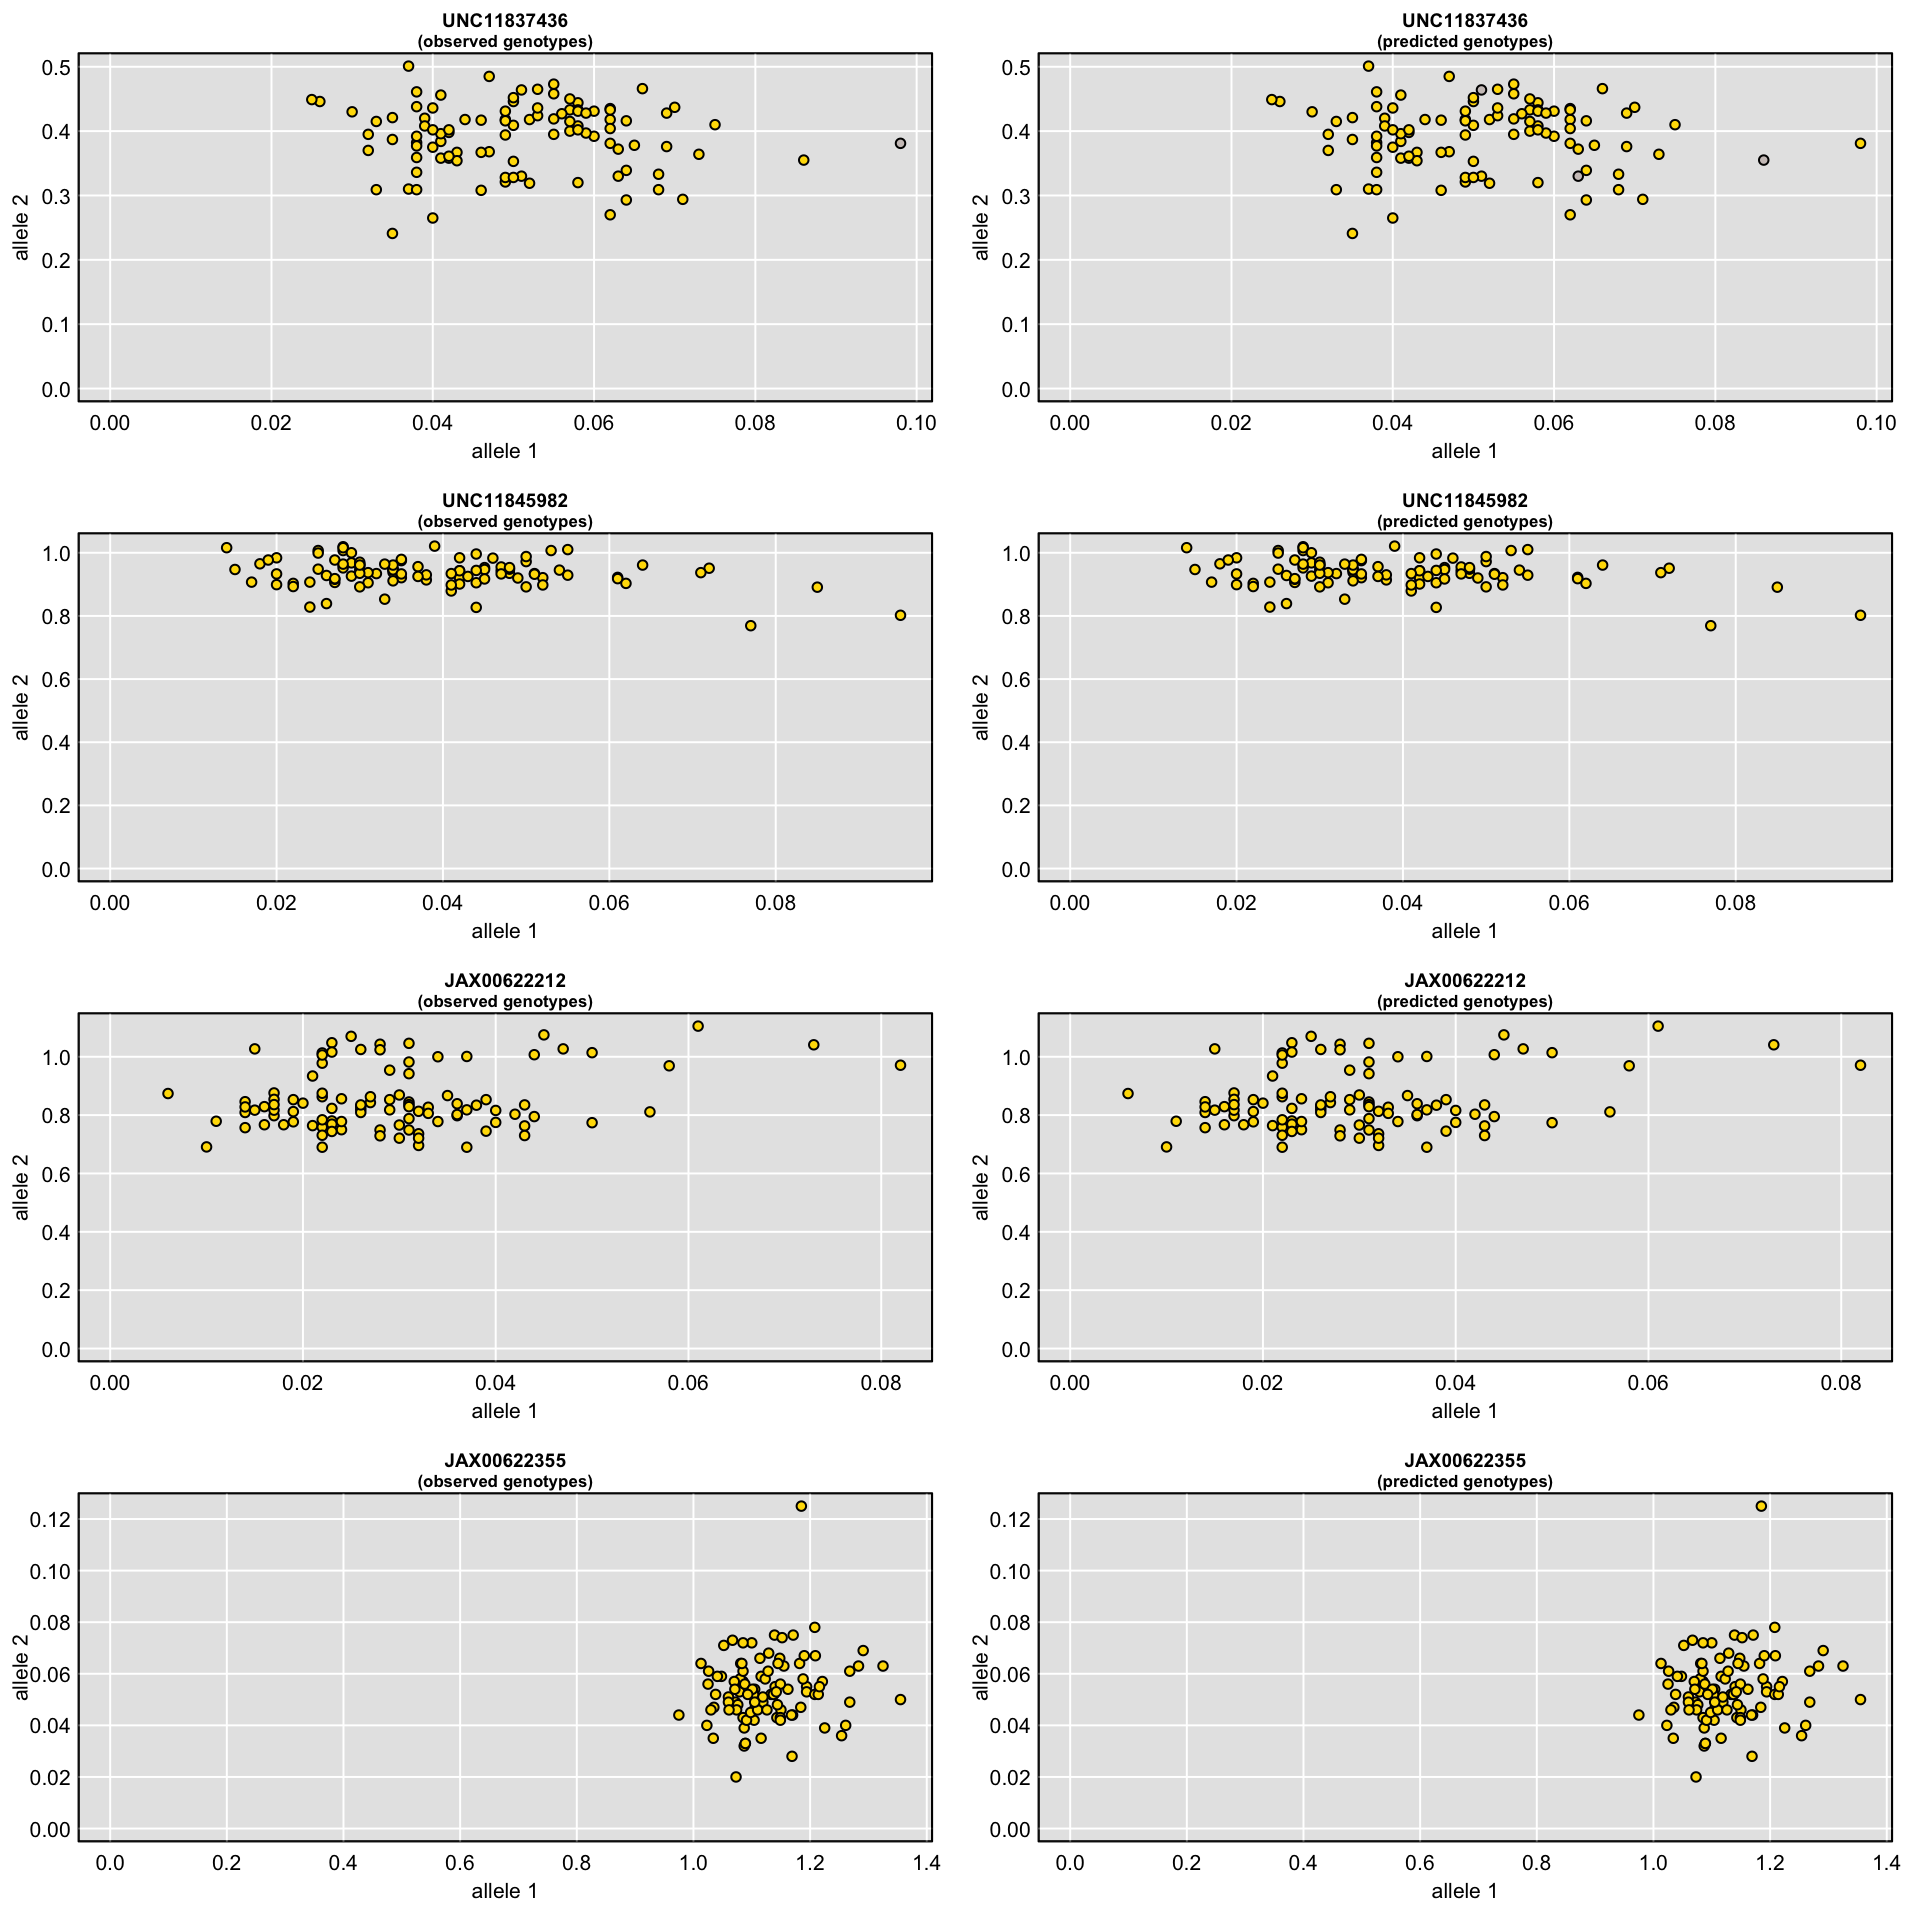 UNC11837436
(observed genotypes)
0.5
0.4
0.3
0.2
0.1
0.0
allele 2
0.00 0.02 0.04 0.06 0.08 0.10
allele 1
UNC11837436
(predicted genotypes)
0.5
0.4
0.3
0.2
0.1
0.0
allele 2
0.00 0.02 0.04 0.06 0.08 0.10
allele 1
UNC11845982
(observed genotypes)
1.0
0.8
0.6
0.4
0.2
0.0
allele 2
0.00 0.02 0.04 0.06 0.08
allele 1
UNC11845982
(predicted genotypes)
1.0
0.8
0.6
0.4
0.2
0.0
allele 2
0.00 0.02 0.04 0.06 0.08
allele 1
JAX00622212
(observed genotypes)
1.0
0.8
0.6
0.4
0.2
0.0
allele 2
0.00 0.02 0.04 0.06 0.08
allele 1
JAX00622212
(predicted genotypes)
1.0
0.8
0.6
0.4
0.2
0.0
allele 2
0.00 0.02 0.04 0.06 0.08
allele 1
JAX00622355
(observed genotypes)
0.12
0.10
0.08
0.06
0.04
0.02
0.00
allele 2
0.0 0.2 0.4 0.6 0.8 1.0 1.2 1.4
allele 1
JAX00622355
(predicted genotypes)
0.12
0.10
0.08
0.06
0.04
0.02
0.00
allele 2
0.0 0.2 0.4 0.6 0.8 1.0 1.2 1.4
allele 1